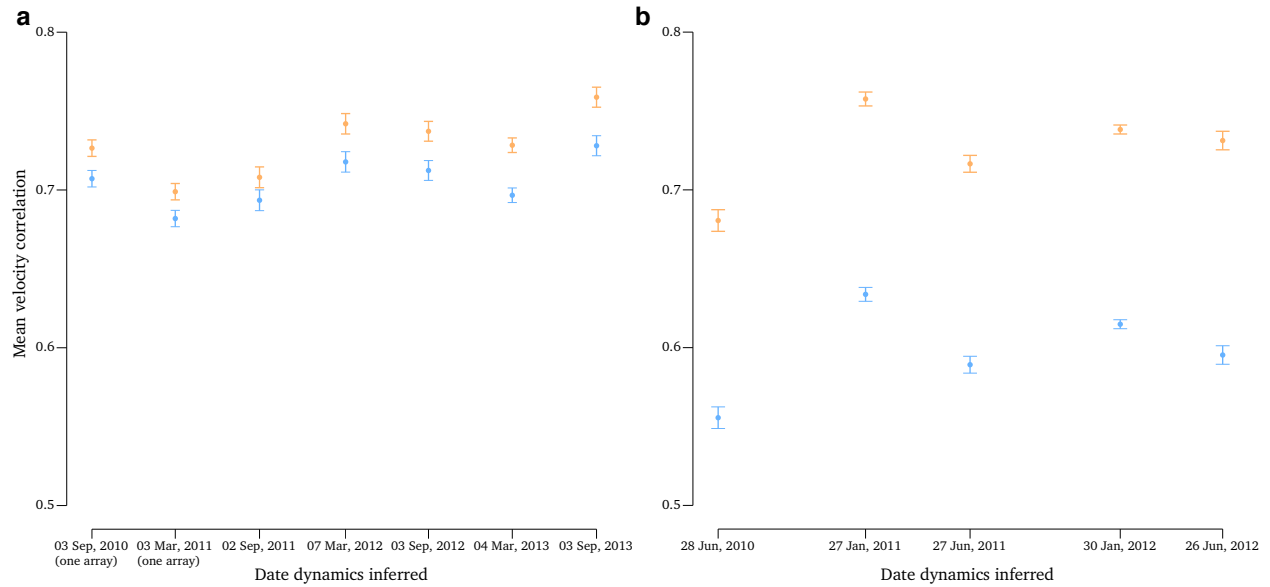 a
0.8
0.7
0.6
0.5
Mean velocity correlation
03 Sep, 2010
(one array)
03 Mar, 2011
(one array)
02 Sep, 2011
07 Mar, 2012
03 Sep, 2012
04 Mar, 2013
03 Sep, 2013
Date dynamics inferred
b
0.8
0.7
0.6
0.5
28 Jun, 2010
27 Jan, 2011
27 Jun, 2011
30 Jan, 2012
26 Jun, 2012
Date dynamics inferred